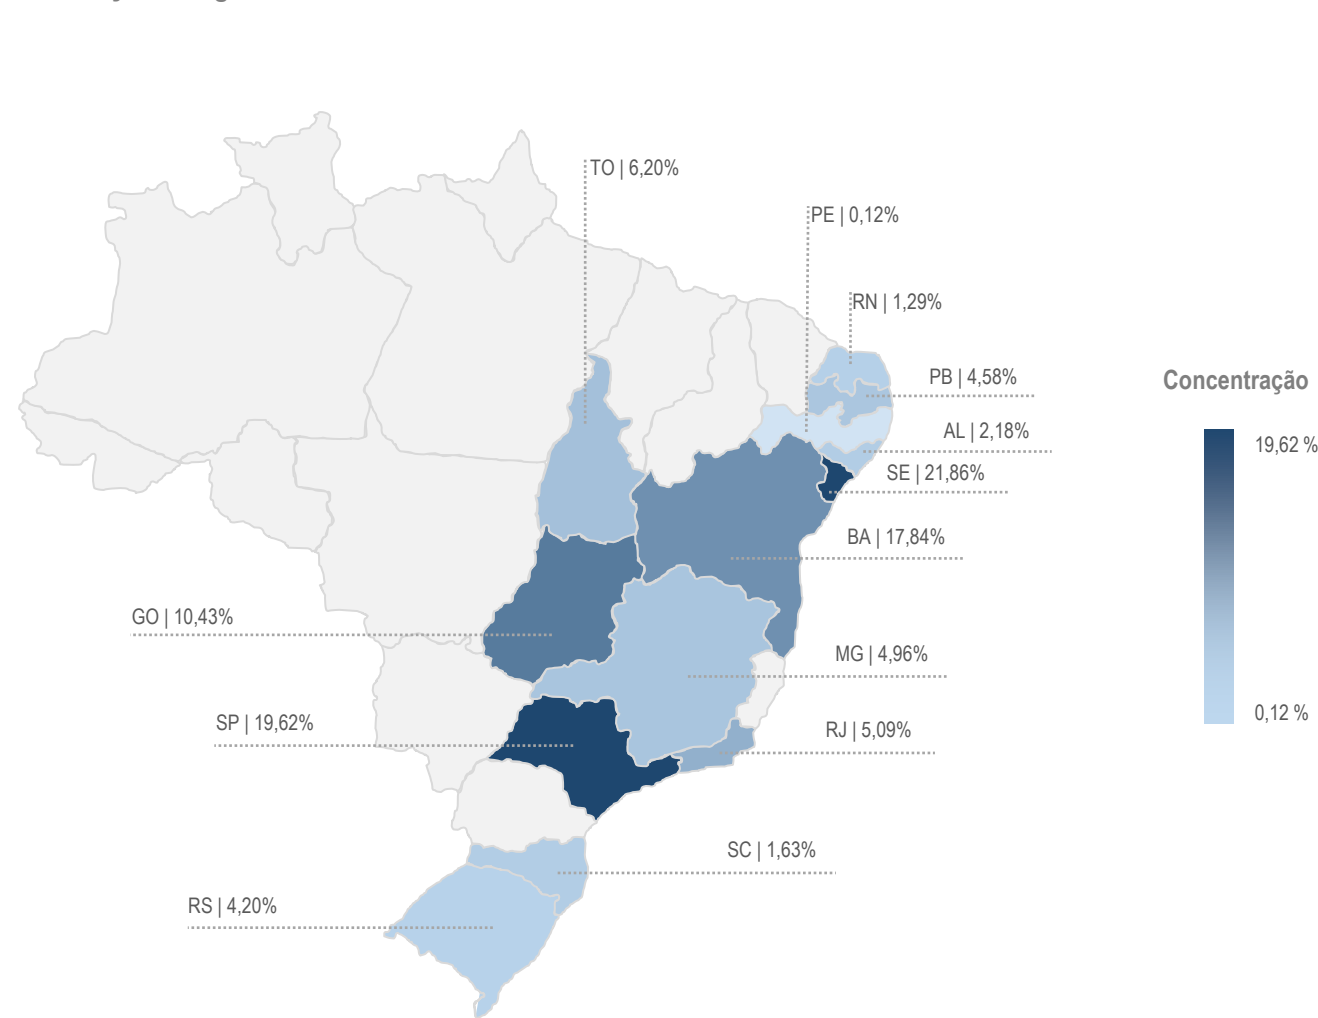 TO | 6,20%
PE | 0,12%
RN | 1,29%
PB | 4,58%
Concentração
AL | 2,18%
19,62 %
SE | 21,86%
BA | 17,84%
GO | 10,43%
MG | 4,96%
0,12 %
SP | 19,62%
RJ | 5,09%
SC | 1,63%
RS | 4,20%